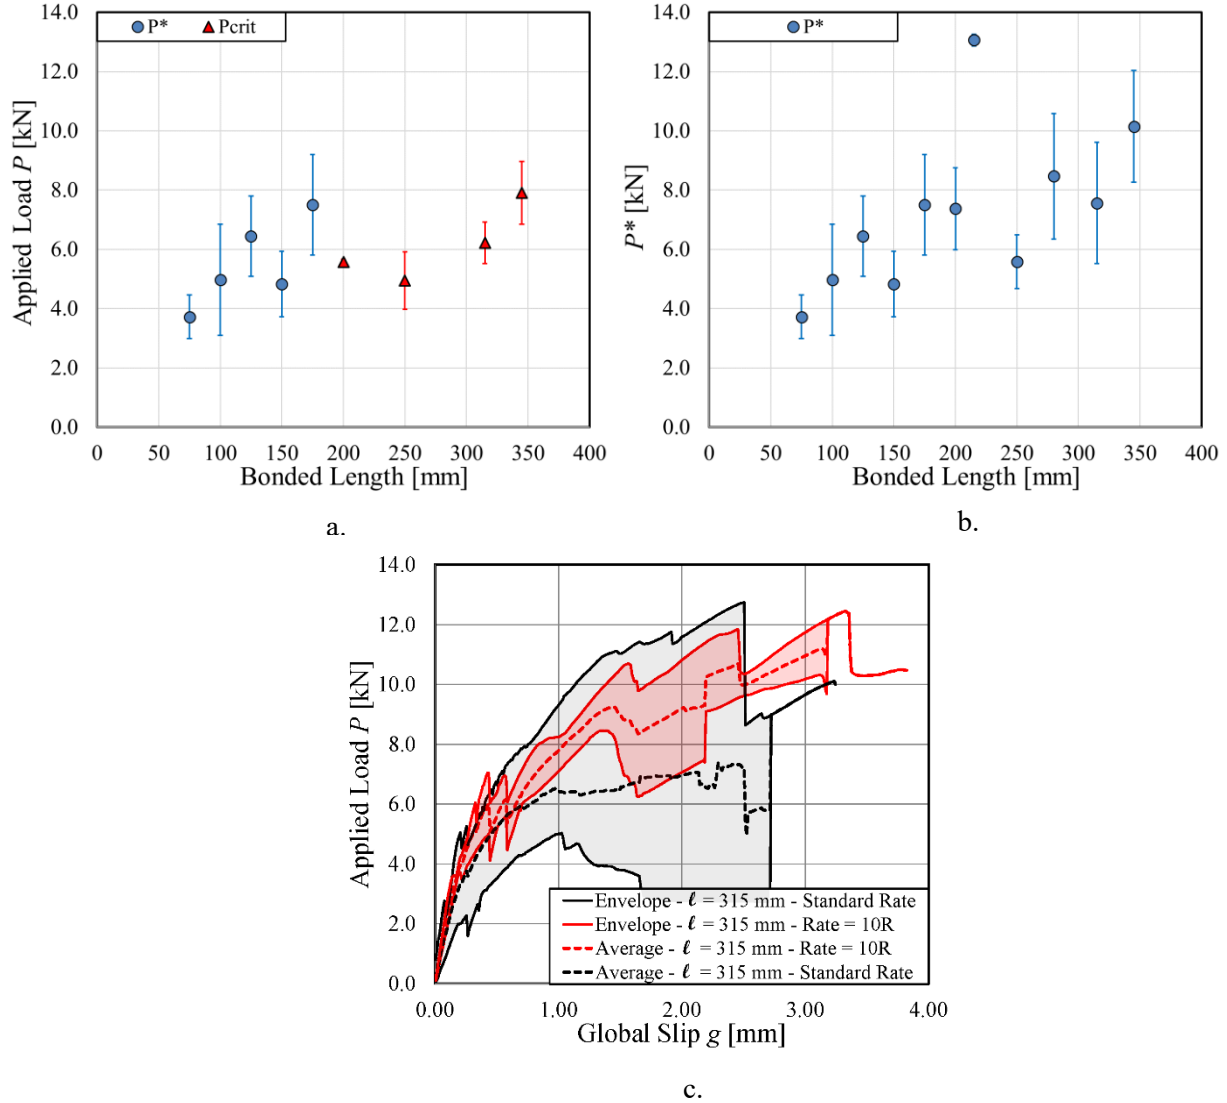 14.0
12.0
10.0
8.0
6.0
4.0
2.0
0.0
Applied Load P [kN]
P* Pcrit
0 50 100 150 200 250 300 350 400
Bonded Length [mm]
a.
14.0
12.0
10.0
8.0
6.0
4.0
2.0
0.0
P* [kN]
P*
0 50 100 150 200 250 300 350 400
Bonded Length [mm]
b.
14.0
12.0
10.0
8.0
6.0
4.0
2.0
0.0
Applied Load P [kN]
Envelope - ℓ = 315 mm - Standard Rate
Envelope - ℓ = 315 mm - Rate = 10R
Average - ℓ = 315 mm - Rate = 10R
Average - ℓ = 315 mm - Standard Rate
0.00 1.00 2.00 3.00 4.00
Global Slip g [mm]
c.